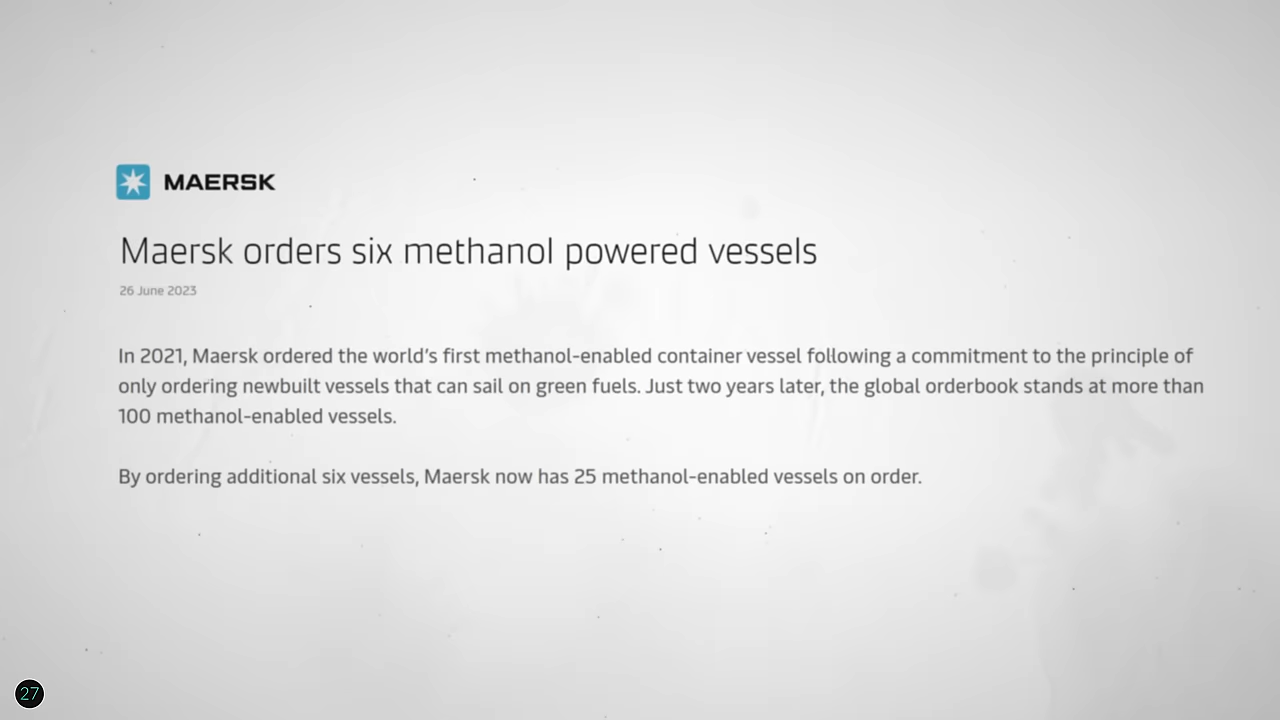 MAERSK
Maersk orders six methanol powered vessels
26 June 2023
In 2021, Maersk ordered the world's first methanol-enabled container vessel following a commitment to the principle of
only ordering newbuilt vessels that can sail on green fuels. Just two years later, the global orderbook stands at more than
100 methanol-enabled vessels.
By ordering additional six vessels, Maersk now has 25 methanol-enabled vessels on order.
27